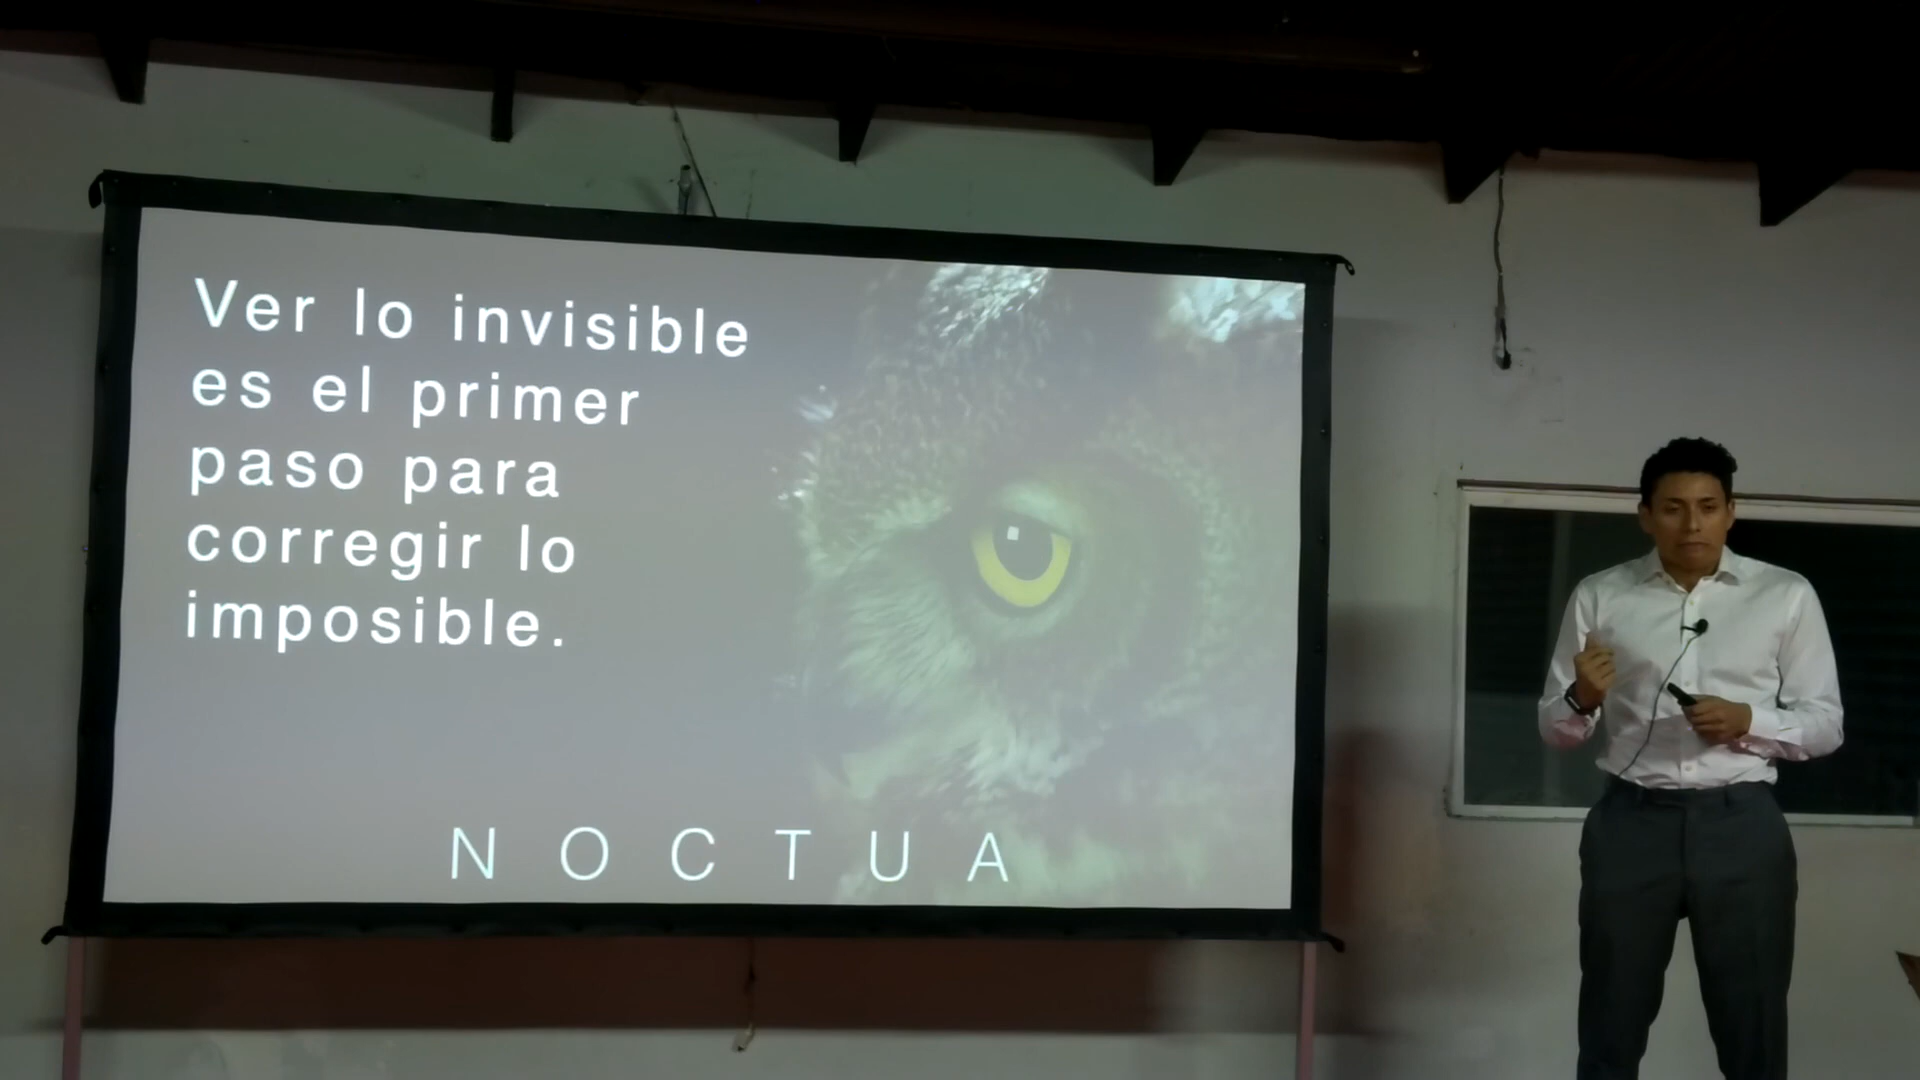 Ver lo invisible
es el primer
paso para
corregir lo
imposible.
N O C T U A